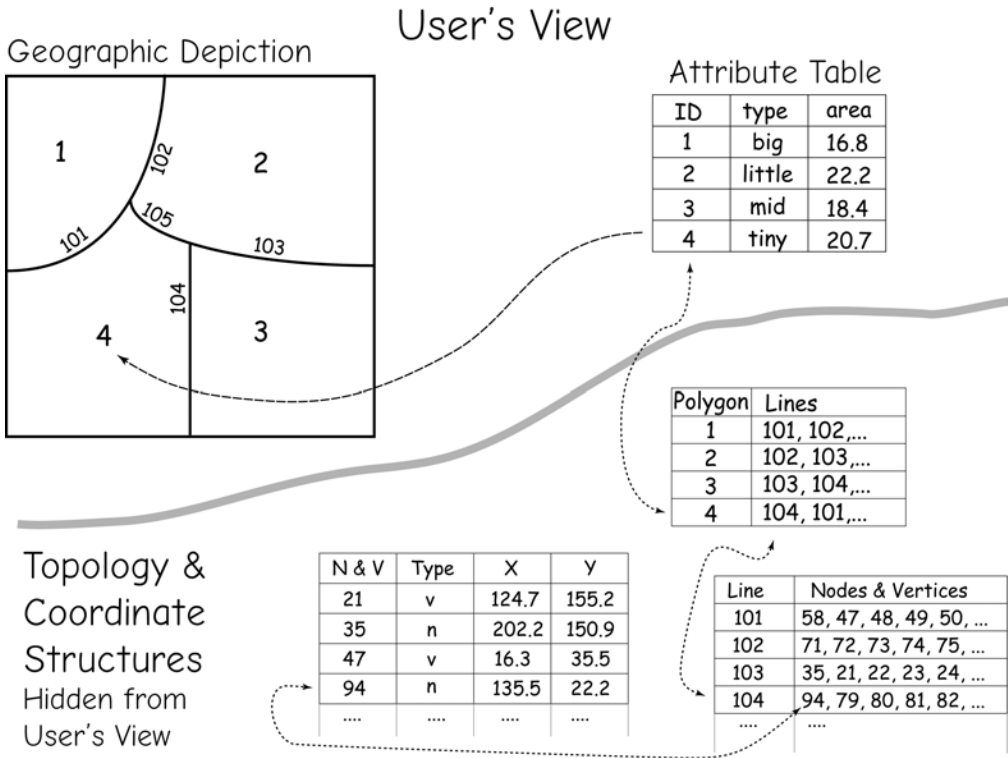 User's View
Geographic Depiction
1
2
102
101
105
103
104
4
3
Attribute Table
ID type area
1 big 16.8
2 little 22.2
3 mid 18.4
4 tiny 20.7
Polygon Lines
1 101, 102,...
2 102, 103,...
3 103, 104,...
4 104, 101,...
Topology &
Coordinate
Structures
Hidden from
User's View
N & V Type X Y
21 v 124.7 155.2
35 n 202.2 150.9
47 v 16.3 35.5
94 n 135.5 22.2
.... .... .... ....
Line Nodes & Vertices
101 58, 47, 48, 49, 50, ...
102 71, 72, 73, 74, 75, ...
103 35, 21, 22, 23, 24, ...
104 94, 79, 80, 81, 82, ...
.... ....